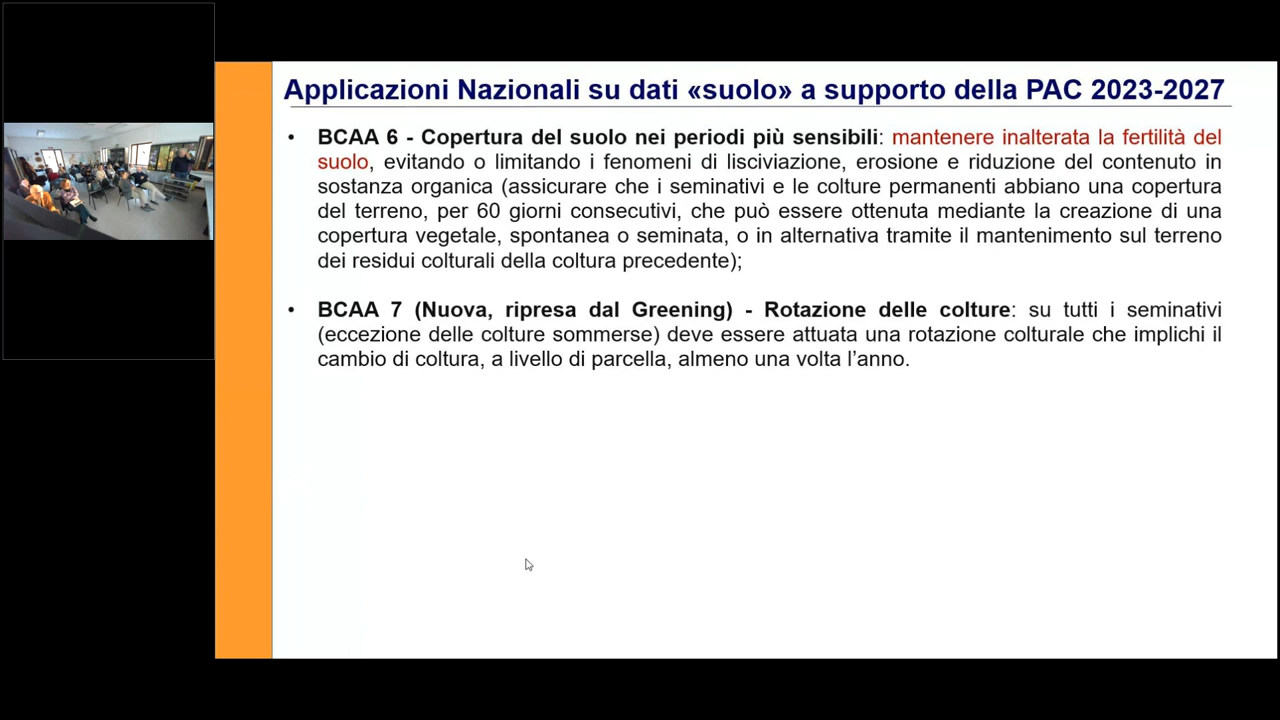 Applicazioni Nazionali su dati «suolo» a supporto della PAC 2023-2027
• BCAA 6 - Copertura del suolo nei periodi più sensibili: mantenere inalterata la fertilità del
suolo, evitando o limitando i fenomeni di lisciviazione, erosione e riduzione del contenuto in
sostanza organica (assicurare che i seminativi e le colture permanenti abbiano una copertura
del terreno, per 60 giorni consecutivi, che può essere ottenuta mediante la creazione di una
copertura vegetale, spontanea o seminata, o in alternativa tramite il mantenimento sul terreno
dei residui colturali della coltura precedente);
• BCAA 7 (Nuova, ripresa dal Greening) - Rotazione delle colture: su tutti i seminativi
(eccezione delle colture sommerse) deve essere attuata una rotazione colturale che implichi il
cambio di coltura, a livello di parcella, almeno una volta l’anno.